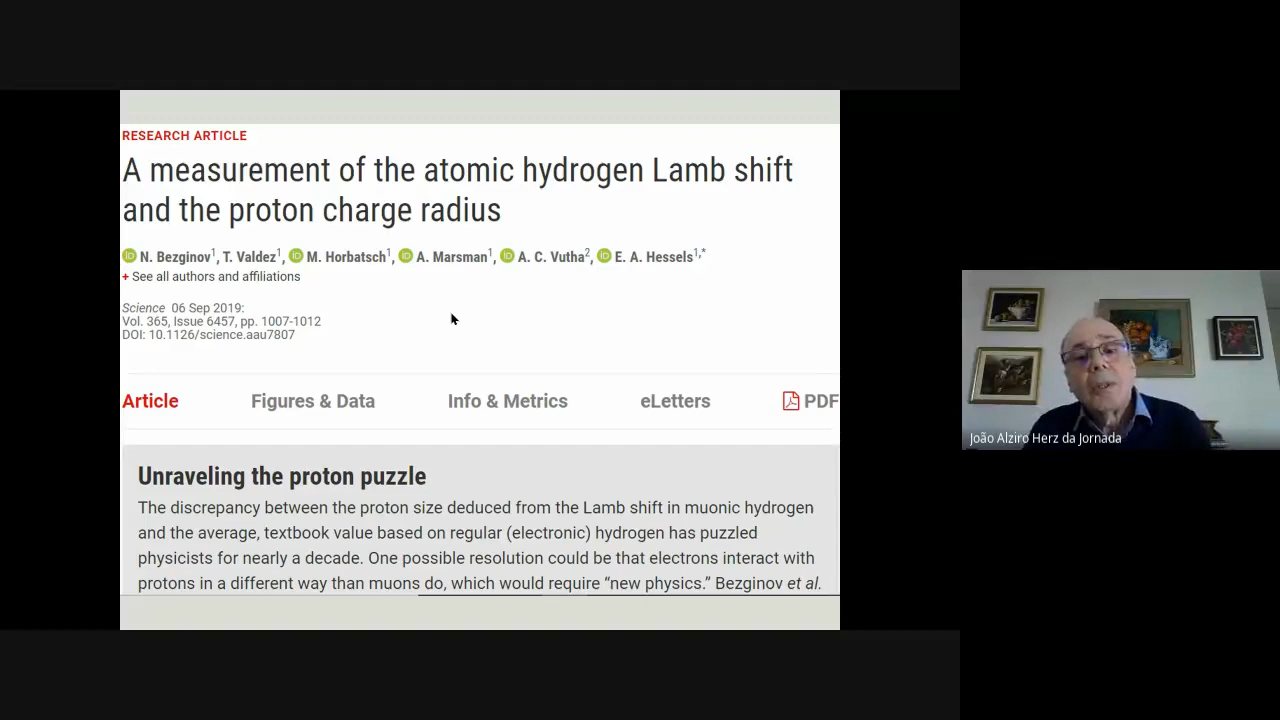 RESEARCH ARTICLE
A measurement of the atomic hydrogen Lamb shift
and the proton charge radius
iD N. Bezginov1, T. Valdez1, iD M. Horbatsch1, iD A. Marsman1, iD A. C. Vutha2, iD E. A. Hessels1,*
+ See all authors and affiliations
Science 06 Sep 2019:
Vol. 365, Issue 6457, pp. 1007-1012
DOI: 10.1126/science.aau7807
Article Figures & Data Info & Metrics eLetters PDF
Unraveling the proton puzzle
The discrepancy between the proton size deduced from the Lamb shift in muonic hydrogen
and the average, textbook value based on regular (electronic) hydrogen has puzzled
physicists for nearly a decade. One possible resolution could be that electrons interact with
protons in a different way than muons do, which would require “new physics.” Bezginov et al.
João Alziro Herz da Jornada